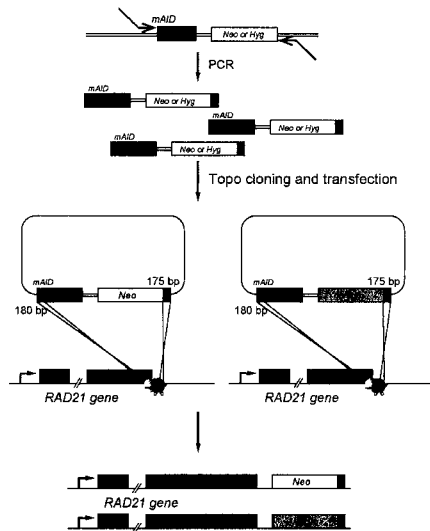 mAID
Neo or Hyg
PCR
mAID
Neo or Hyg
mAID
Neo or Hyg
mAID
Neo or Hyg
Topo cloning and transfection
mAID
175 bp
Neo
180 bp
RAD21 gene
mAID
175 bp
180 bp
RAD21 gene
Neo
RAD21 gene